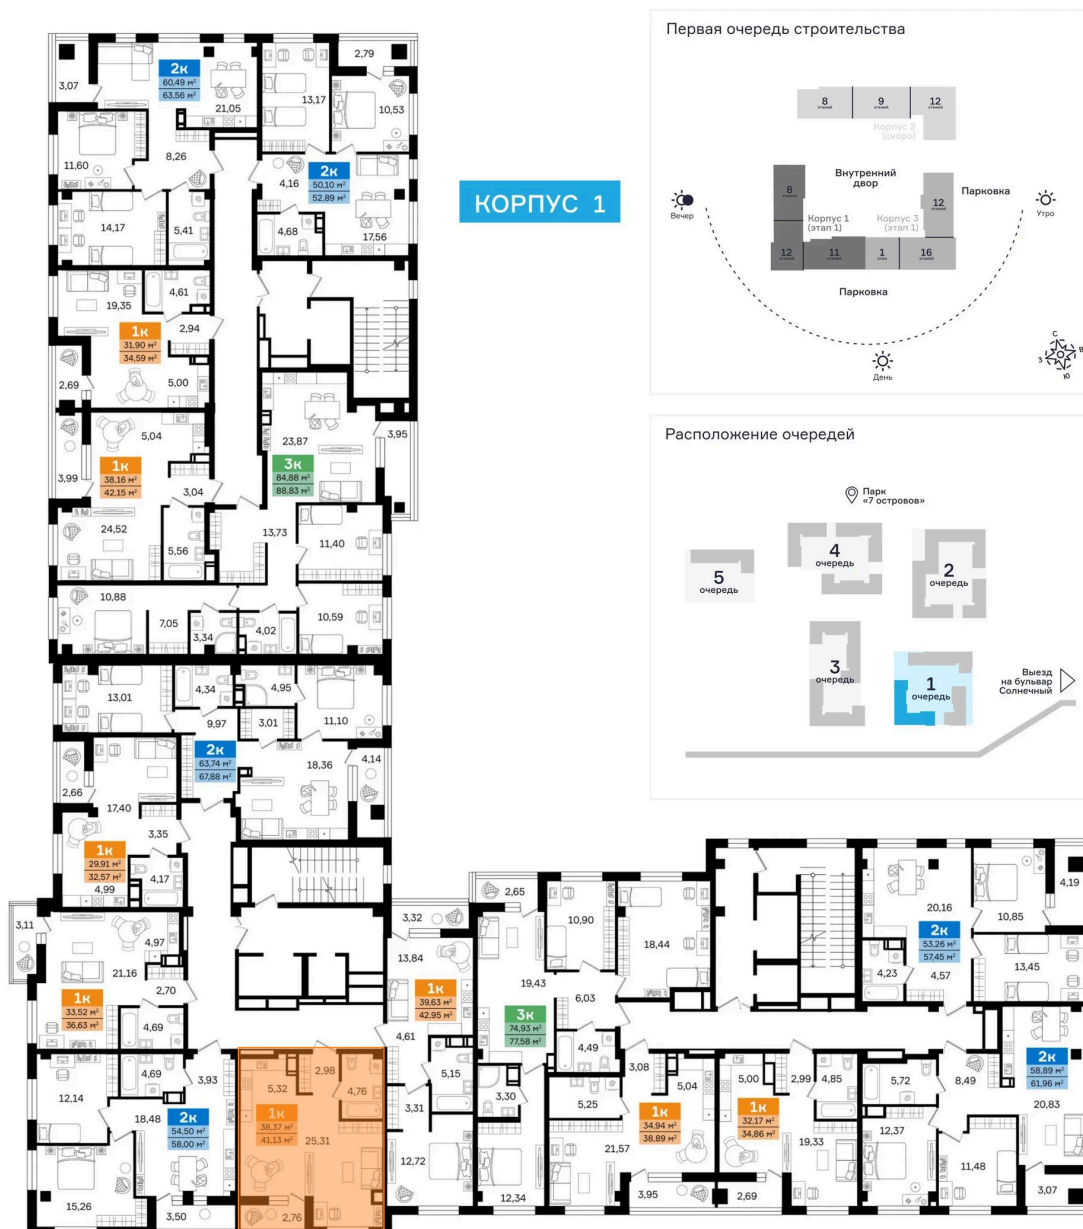 Первая очередь строительства
8
этажей
9
этажей
12
этажей
Корпус 2
(скоро)
Внутренний
двор
8
этажей
12
этажей
Парковка
Вечер
Утро
Корпус 1
(этап 1)
Корпус 3
(этап 1)
12
этажей
11
этажей
1
этаж
16
этажей
Парковка
День
С
В
Ю
З
КОРПУС 1
Расположение очередей
Парк
«7 островов»
5
очередь
4
очередь
2
очередь
3
очередь
1
очередь
Выезд
на бульвар
Солнечный
3,07
2к
60,49 м²
63,56 м²
21,05
13,17
2,79
10,53
11,60
8,26
4,16
2к
50,10 м²
52,89 м²
14,17
5,41
4,68
17,56
19,35
4,61
2,94
1к
31,90 м²
34,59 м²
2,69
5,00
5,04
1к
38,16 м²
42,15 м²
3,99
3,04
24,52
5,56
23,87
3,95
3к
84,88 м²
88,83 м²
13,73
11,40
10,88
7,05
3,34
4,02
10,59
13,01
4,34
4,95
9,97
3,01
11,10
2к
63,74 м²
67,88 м²
18,36
4,14
2,66
17,40
3,35
1к
29,91 м²
32,57 м²
4,99
4,17
3,11
4,97
21,16
2,70
1к
33,52 м²
36,63 м²
4,69
3,32
13,84
1к
39,63 м²
42,95 м²
4,61
5,15
3,31
12,72
2,65
10,90
18,44
19,43
6,03
3к
74,93 м²
77,58 м²
4,49
3,30
12,34
20,16
10,85
4,19
2к
53,26 м²
57,45 м²
4,23
4,57
13,45
12,14
4,69
3,93
18,48
2к
54,50 м²
58,00 м²
15,26
3,50
5,32
2,98
4,76
1к
38,37 м²
41,13 м²
25,31
2,76
3,08
5,04
5,25
1к
34,94 м²
38,89 м²
21,57
3,95
5,00
2,99
4,85
1к
32,17 м²
34,86 м²
19,33
2,69
5,72
8,49
2к
58,89 м²
61,96 м²
20,83
12,37
11,48
3,07